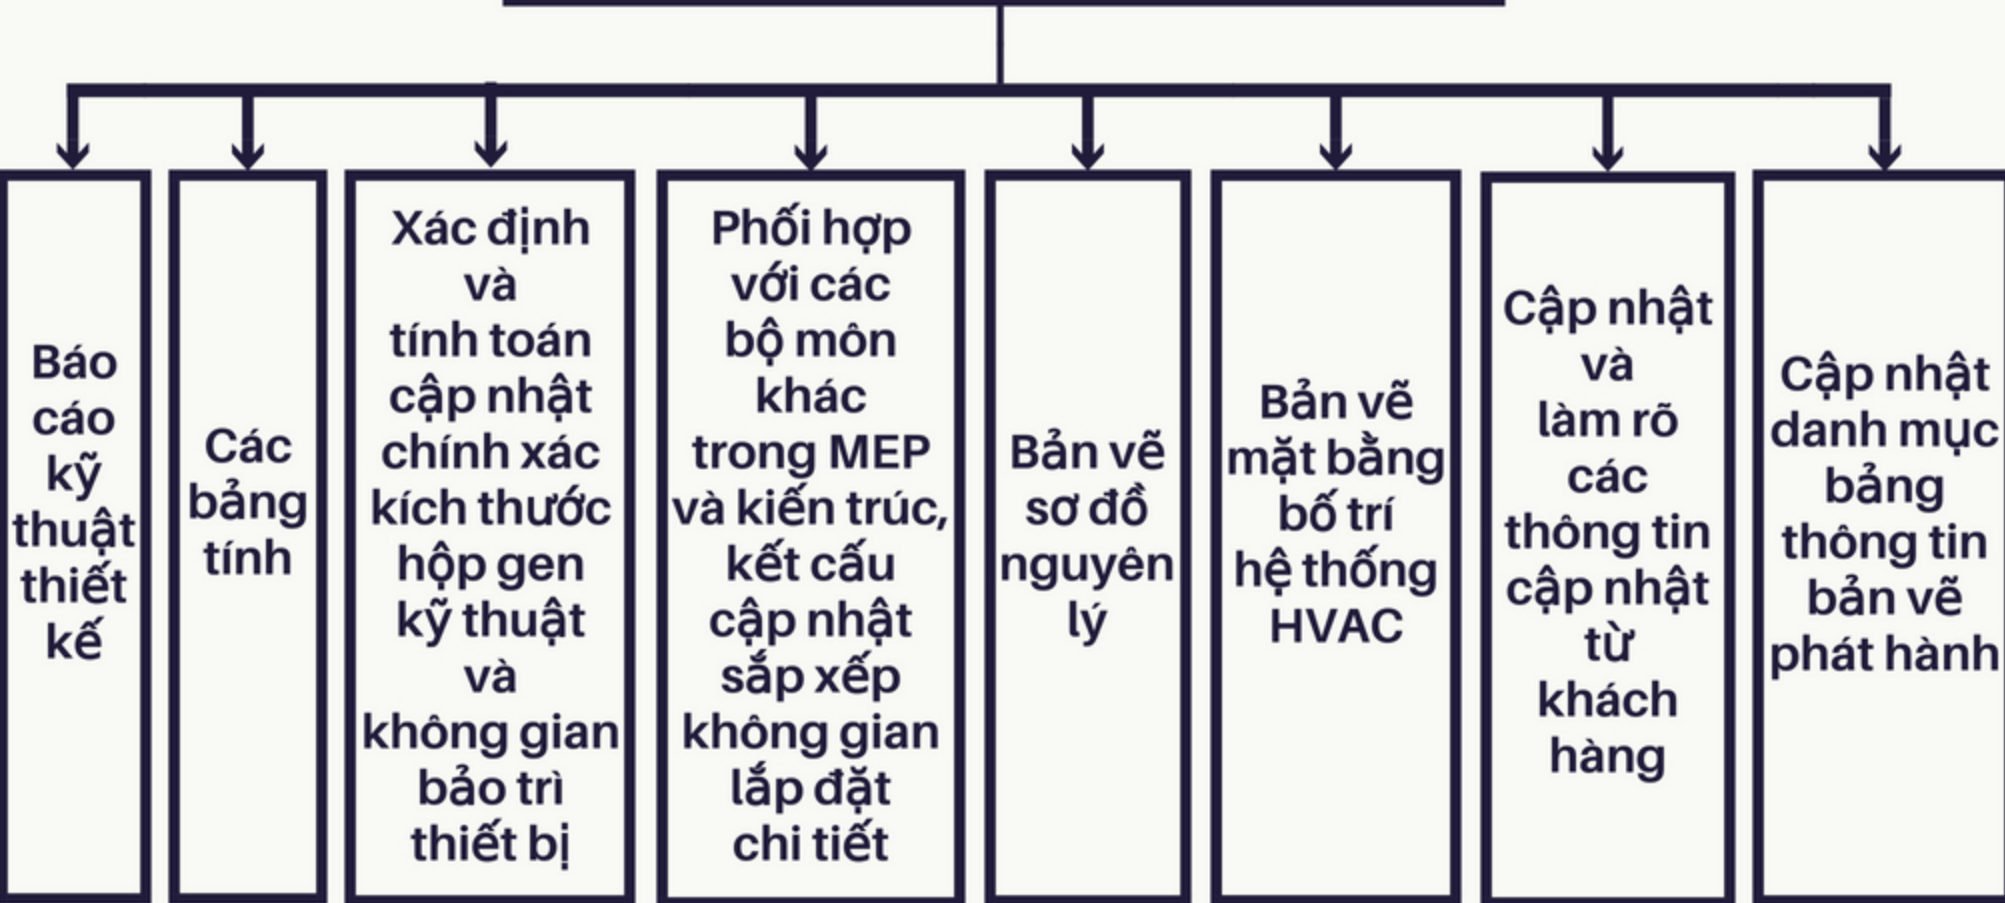 Báo
cáo
kỹ
thuật
thiết
kế
Các
bảng
tính
Xác định
và
tính toán
cập nhật
chính xác
kích thước
hộp gen
kỹ thuật
và
không gian
bảo trì
thiết bị
Phối hợp
với các
bộ môn
khác
trong MEP
và kiến trúc,
kết cấu
cập nhật
sắp xếp
không gian
lắp đặt
chi tiết
Bản vẽ
sơ đồ
nguyên
lý
Bản vẽ
mặt bằng
bố trí
hệ thống
HVAC
Cập nhật
và
làm rõ
các
thông tin
cập nhật
từ
khách
hàng
Cập nhật
danh mục
bảng
thông tin
bản vẽ
phát hành